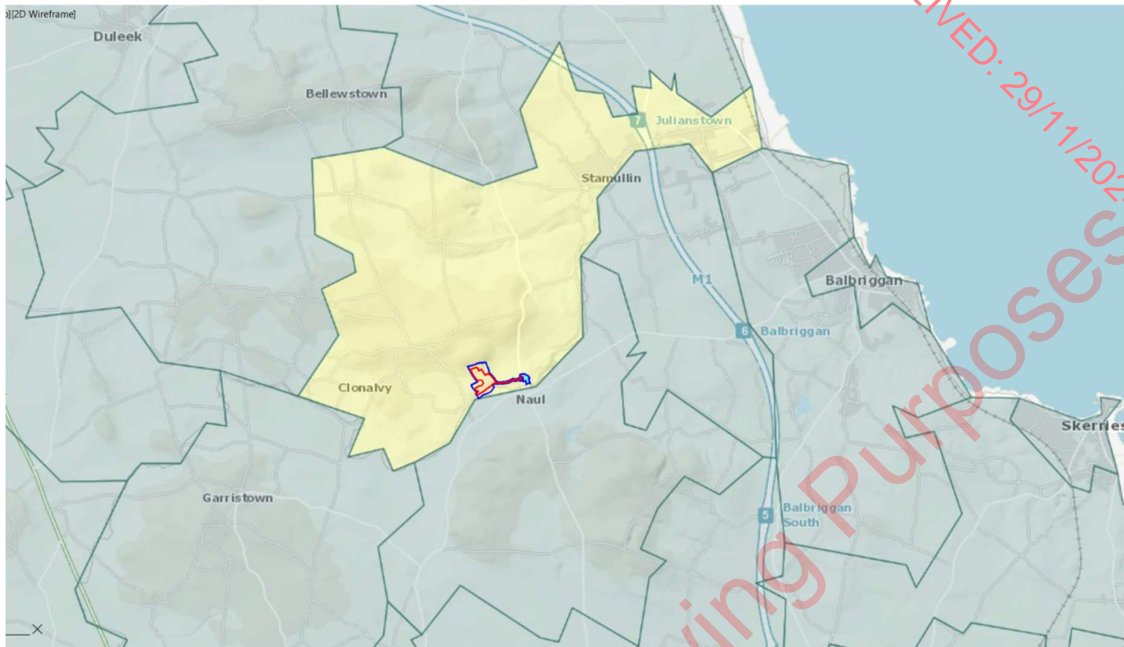 ][2D Wireframe]
Duleek
Bellewstown
7
Julianstown
Stamullin
M1
Balbriggan
6 Balbriggan
Clonalvy
Naul
Skerries
Garristown
5 Balbriggan
South
IVED: 29/11/202
ing Purposes